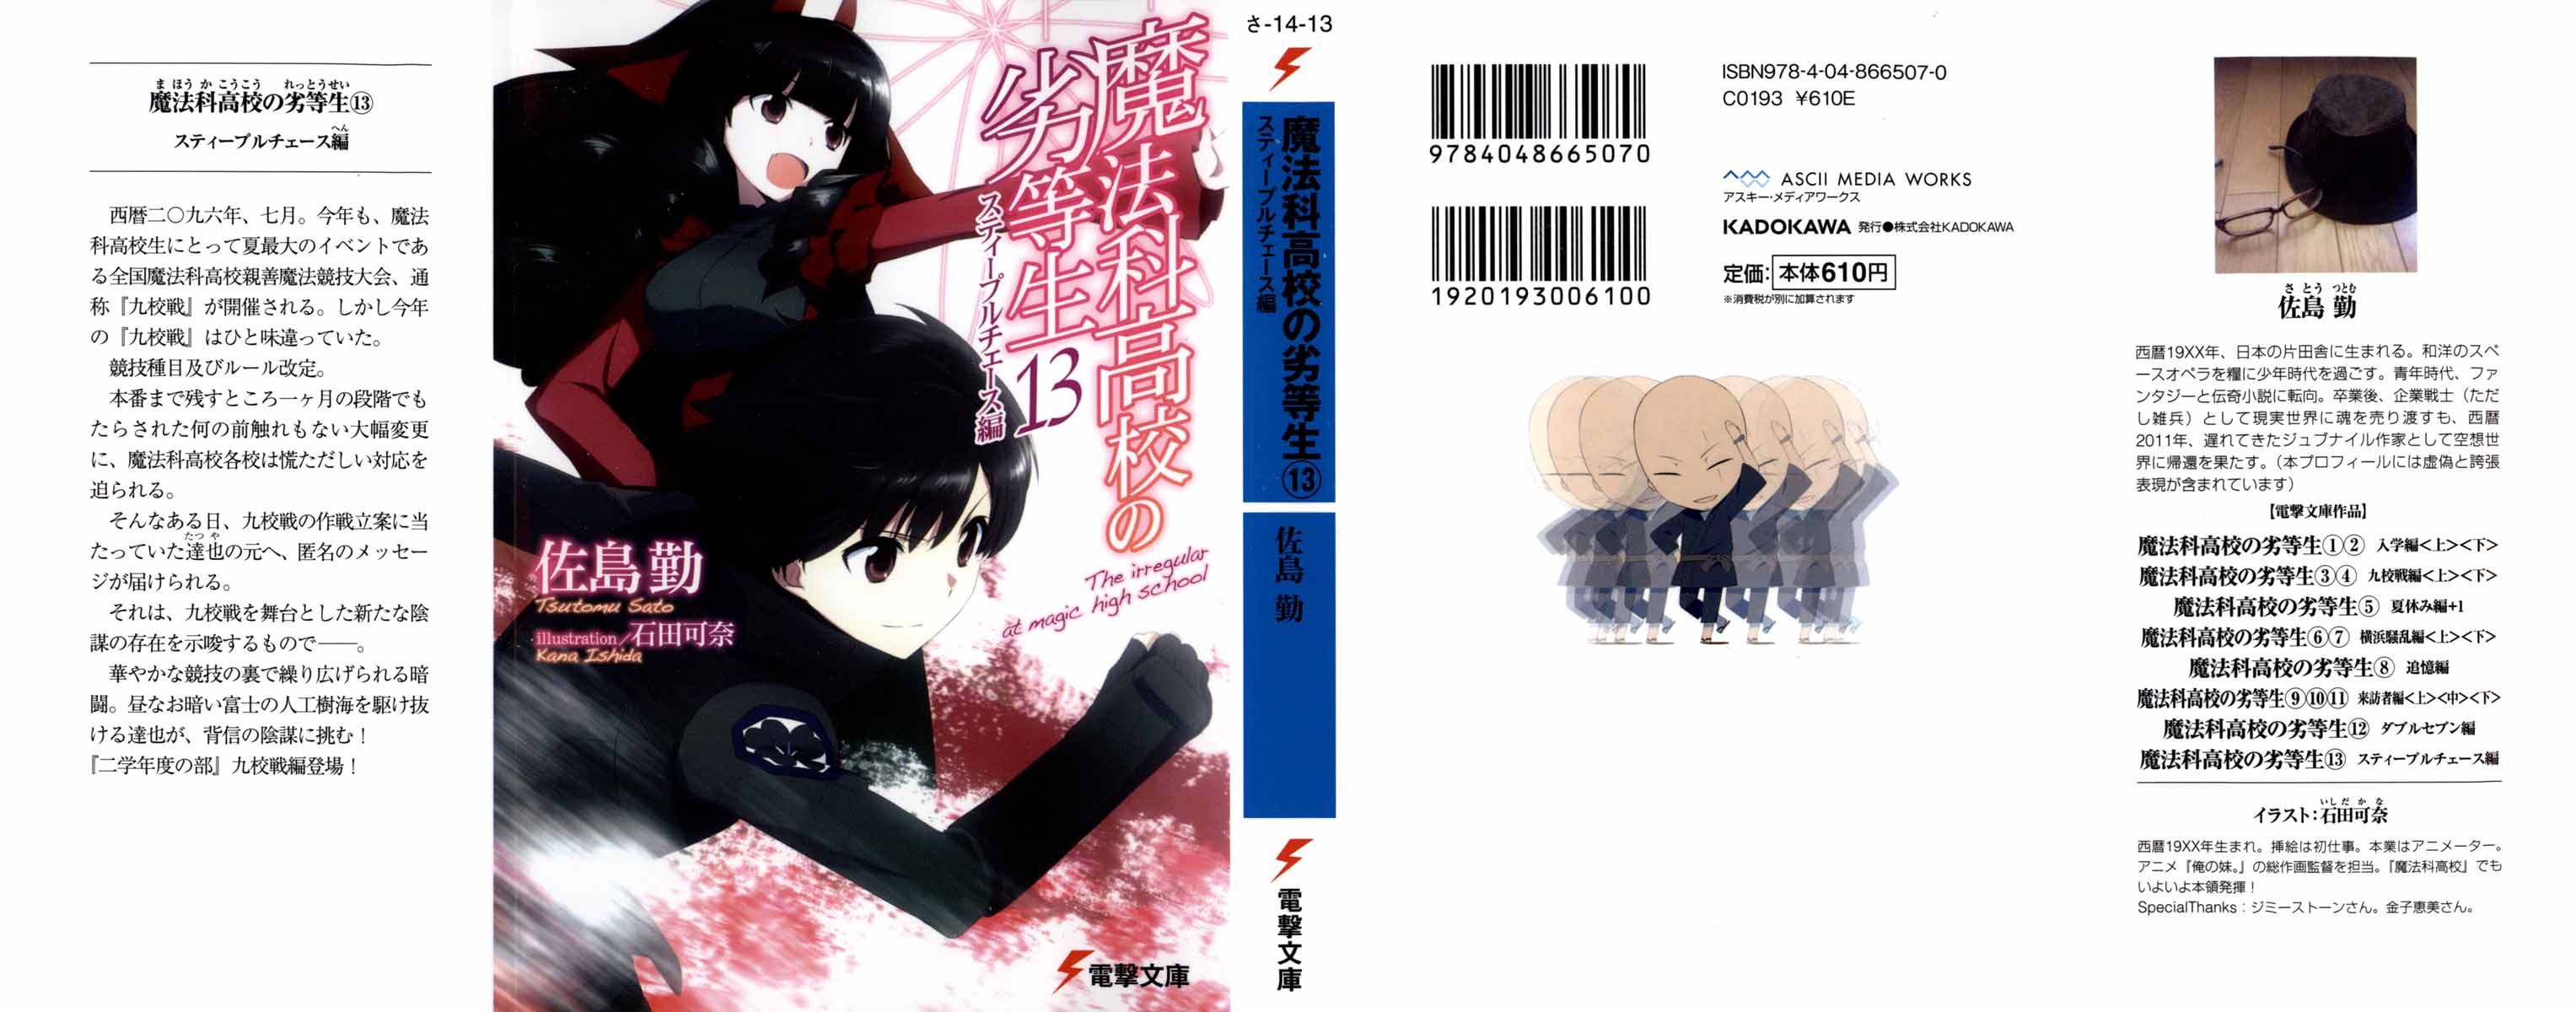 魔法科高校の劣等生⑬
まほうかこうこう れっとうせい
スティープルチェース編
へん
西暦二〇九六年、七月。今年も、魔法
科高校生にとって夏最大のイベントであ
る全国魔法科高校親善魔法競技大会、通
称『九校戦』が開催される。しかし今年
の『九校戦』はひと味違っていた。
競技種目及びルール改定。
本番まで残すところ一ヶ月の段階でも
たらされた何の前触れもない大幅変更
に、魔法科高校各校は慌ただしい対応を
迫られる。
そんなある日、九校戦の作戦立案に当
たっていた達也の元へ、匿名のメッセー
たつや
ジが届けられる。
それは、九校戦を舞台とした新たな陰
謀の存在を示唆するもので――。
華やかな競技の裏で繰り広げられる暗
闘。昼なお暗い富士の人工樹海を駆け抜
ける達也が、背信の陰謀に挑む！
『二学年度の部』九校戦編登場！
魔法科高校の
劣等生
13
スティープルチェース編
The irregular
at magic high school
佐島 勤
Tsutomu Sato
illustration/石田可奈
Kana Ishida
電撃文庫
さ-14-13
魔法科高校の劣等生⑬
スティープルチェース編
佐島 勤
電撃文庫
9784048665070
1920193006100
ISBN978-4-04-866507-0
C0193 ¥610E
ASCII MEDIA WORKS
アスキー・メディアワークス
KADOKAWA 発行●株式会社KADOKAWA
定価：本体610円
※消費税が別に加算されます
さとう つとむ
佐島 勤
西暦19XX年、日本の片田舎に生まれる。和洋のスペ
ースオペラを糧に少年時代を過ごす。青年時代、ファ
ンタジーと伝奇小説に転向。卒業後、企業戦士（ただ
し雑兵）として現実世界に魂を売り渡すも、西暦
2011年、遅れてきたジュブナイル作家として空想世
界に帰還を果たす。（本プロフィールには虚偽と誇張
表現が含まれています）
【電撃文庫作品】
魔法科高校の劣等生①② 入学編<上><下>
魔法科高校の劣等生③④ 九校戦編<上><下>
魔法科高校の劣等生⑤ 夏休み編+1
魔法科高校の劣等生⑥⑦ 横浜騒乱編<上><下>
魔法科高校の劣等生⑧ 追憶編
魔法科高校の劣等生⑨⑩⑪ 来訪者編<上><中><下>
魔法科高校の劣等生⑫ ダブルセブン編
魔法科高校の劣等生⑬ スティープルチェース編
いしだかな
イラスト：石田可奈
西暦19XX年生まれ。挿絵は初仕事。本業はアニメーター。
アニメ『俺の妹。』の総作画監督を担当。『魔法科高校』でも
いよいよ本領発揮！
SpecialThanks：ジミーストーンさん。金子恵美さん。